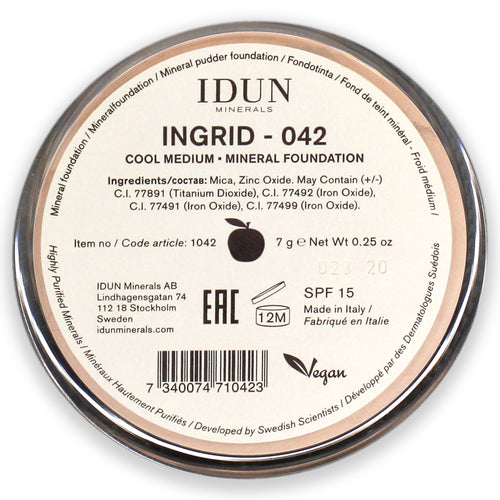 Mineral foundation / Mineralfoundation / Mineral pudder foundation / Fondotinta / Fond de teint minéral - Froid médium /
IDUN
MINERALS
INGRID - 042
COOL MEDIUM • MINERAL FOUNDATION
Ingredients/состав: Mica, Zinc Oxide. May Contain (+/-)
C.I. 77891 (Titanium Dioxide), C.I. 77492 (Iron Oxide),
C.I. 77491 (Iron Oxide), C.I. 77499 (Iron Oxide).
Item no / Code article: 1042
7 g e Net Wt 0.25 oz
023 20
IDUN Minerals AB
Lindhagensgatan 74
112 18 Stockholm
Sweden
idunminerals.com
EAC
12M
SPF 15
Made in Italy /
Fabriqué en Italie
7 340074 710423
Vegan
Highly Purified Minerals / Minéraux Hautement Purifiés / Developed by Swedish Scientists / Développé par des Dermatologues Suédois